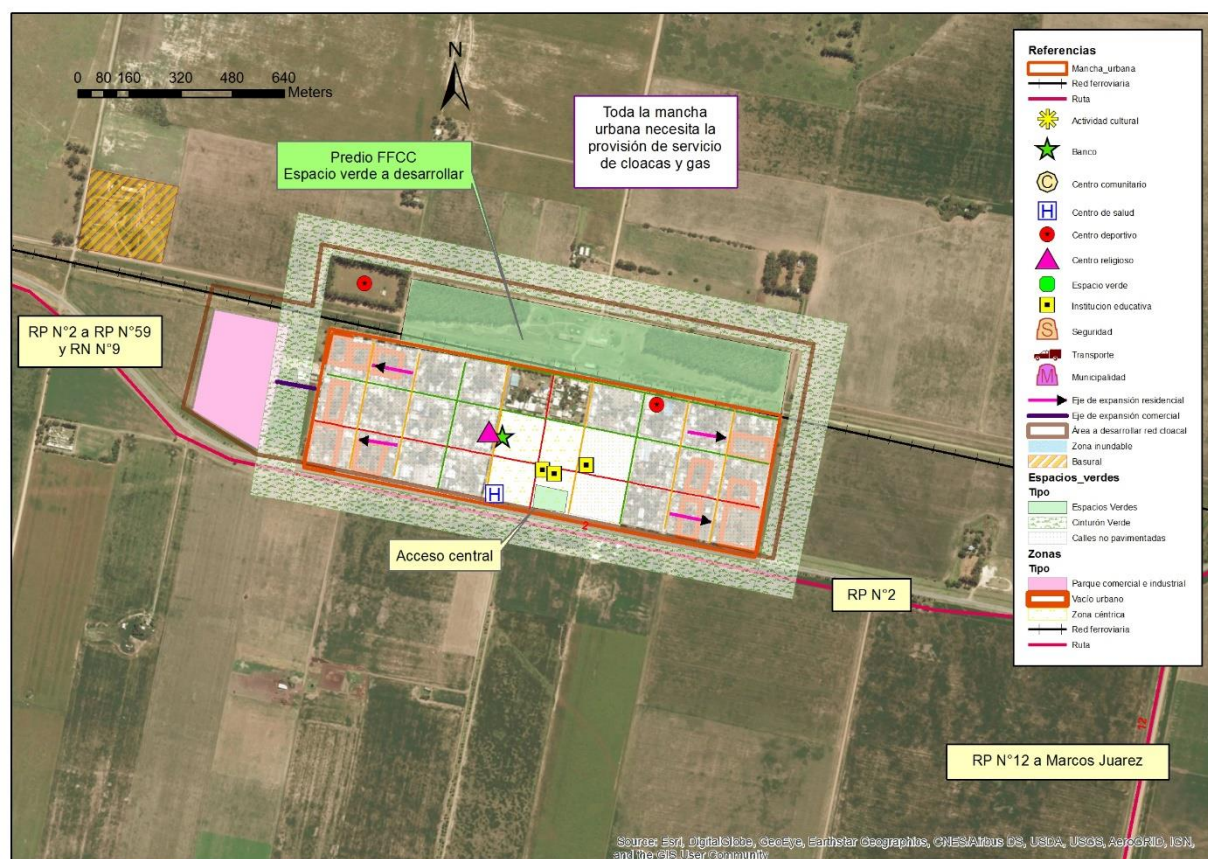 0 80 160 320 480 640
Meters
N
Toda la mancha
urbana necesita la
provisión de servicio
de cloacas y gas
Predio FFCC
Espacio verde a desarrollar
RP N°2 a RP N°59
y RN N°9
Acceso central
2
RP N°2
12
RP N°12 a Marcos Juarez
H
Referencias
Mancha_urbana
Red ferroviaria
Ruta
Actividad cultural
Banco
C Centro comunitario
H Centro de salud
Centro deportivo
Centro religioso
Espacio verde
Institucion educativa
S Seguridad
Transporte
M Municipalidad
Eje de expansión residencial
Eje de expansión comercial
Área a desarrollar red cloacal
Zona inundable
Basural
Espacios_verdes
Tipo
Espacios Verdes
Cinturón Verde
Calles no pavimentadas
Zonas
Tipo
Parque comercial e industrial
Vacío urbano
Zona céntrica
Red ferroviaria
Ruta
Source: Esri, DigitalGlobe, GeoEye, Earthstar Geographics, CNES/Airbus DS, USDA, USGS, AeroGRID, IGN,
and the GIS User Community